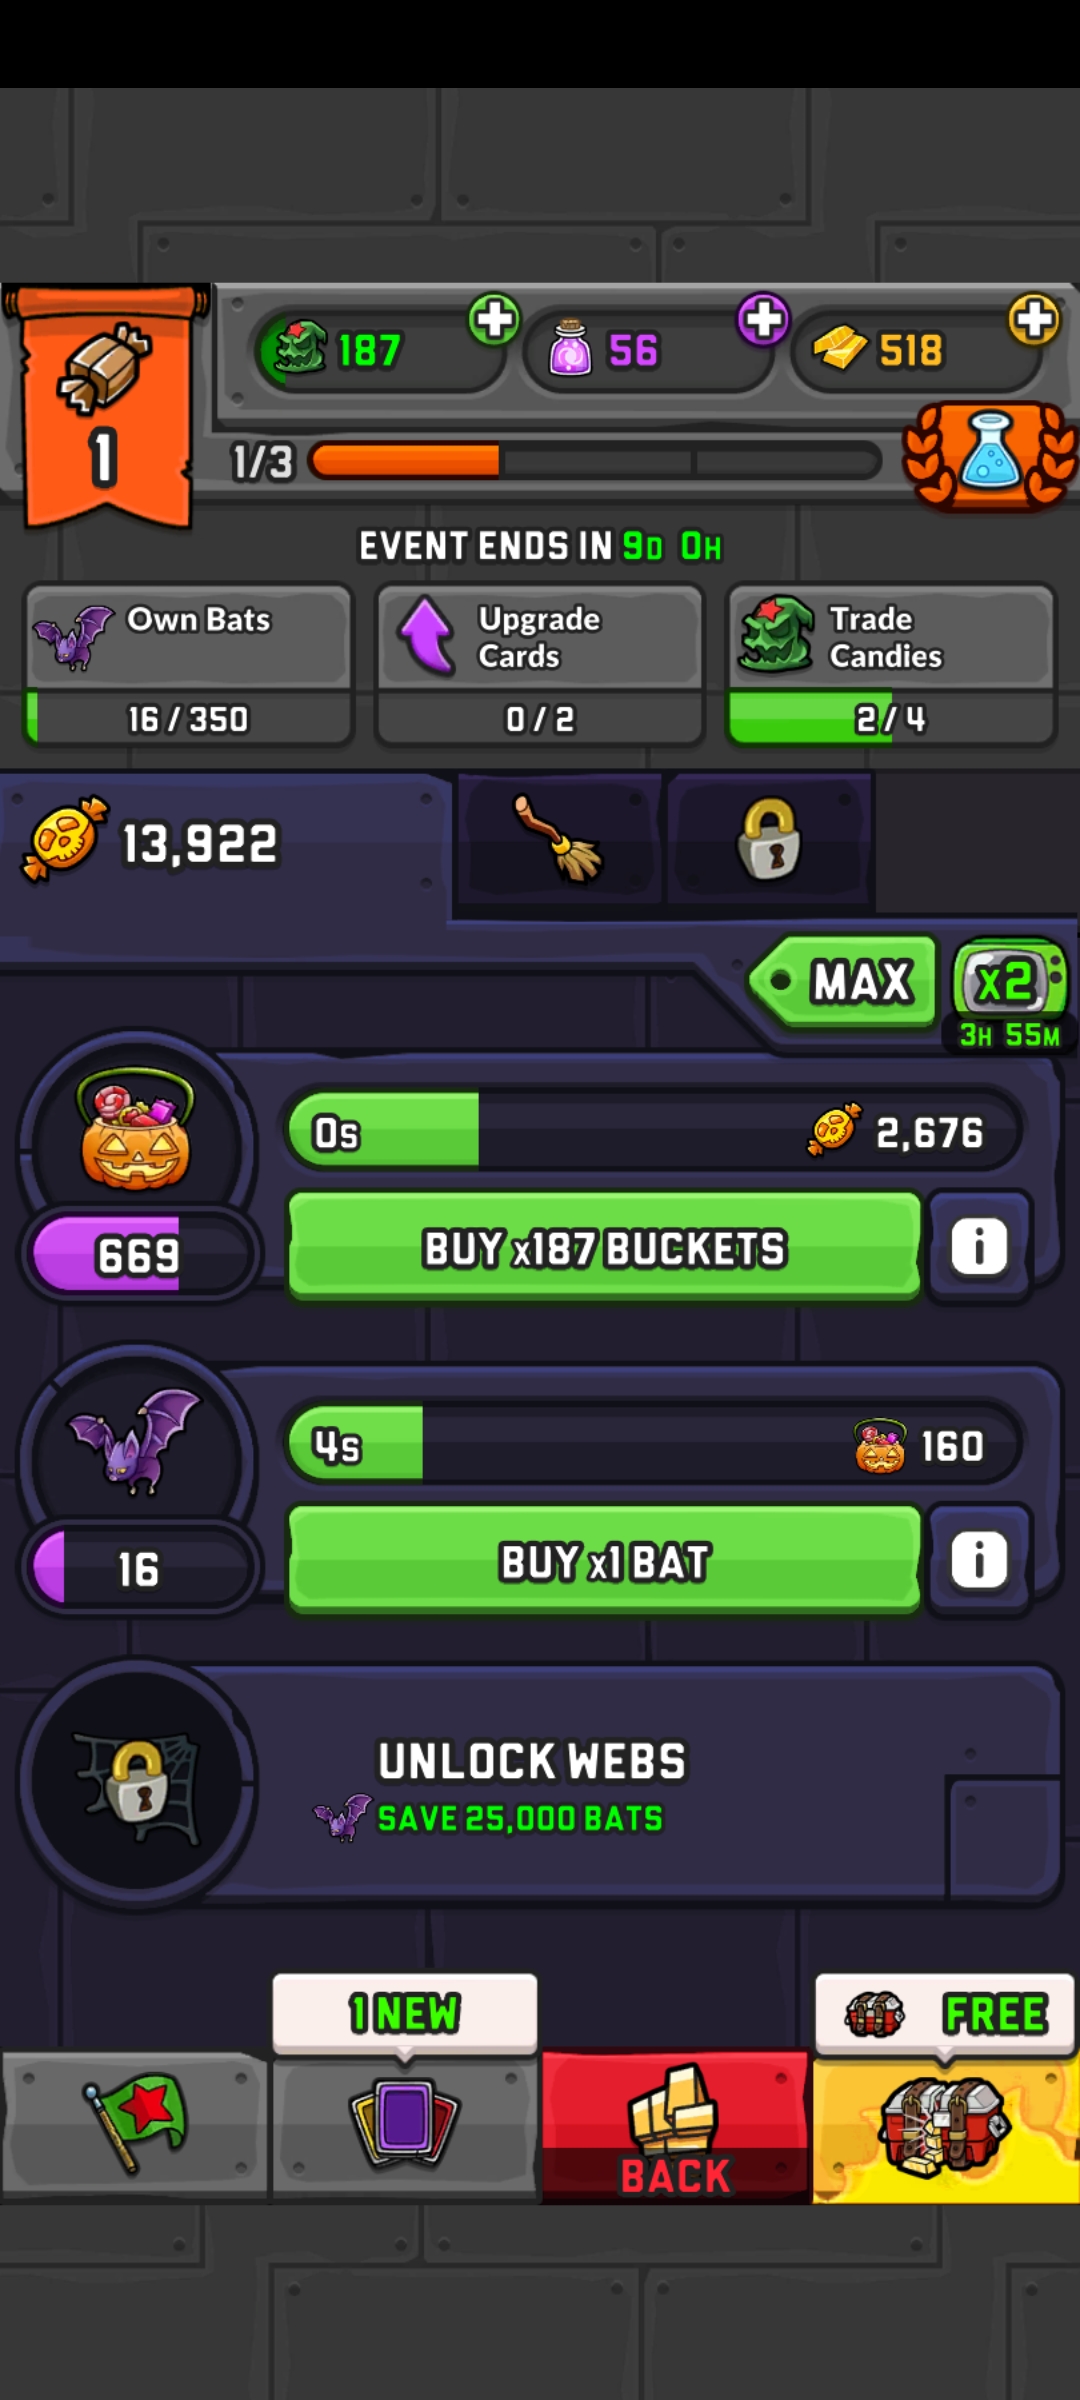 187
56
518
1
1/3
EVENT ENDS IN 9D 0H
Own Bats
16 / 350
Upgrade
Cards
0 / 2
Trade
Candies
2 / 4
13,922
MAX
x2
3H 55M
0s
2,676
669
BUY x187 BUCKETS
i
4s
160
16
BUY x1 BAT
i
UNLOCK WEBS
SAVE 25,000 BATS
1 NEW
FREE
BACK